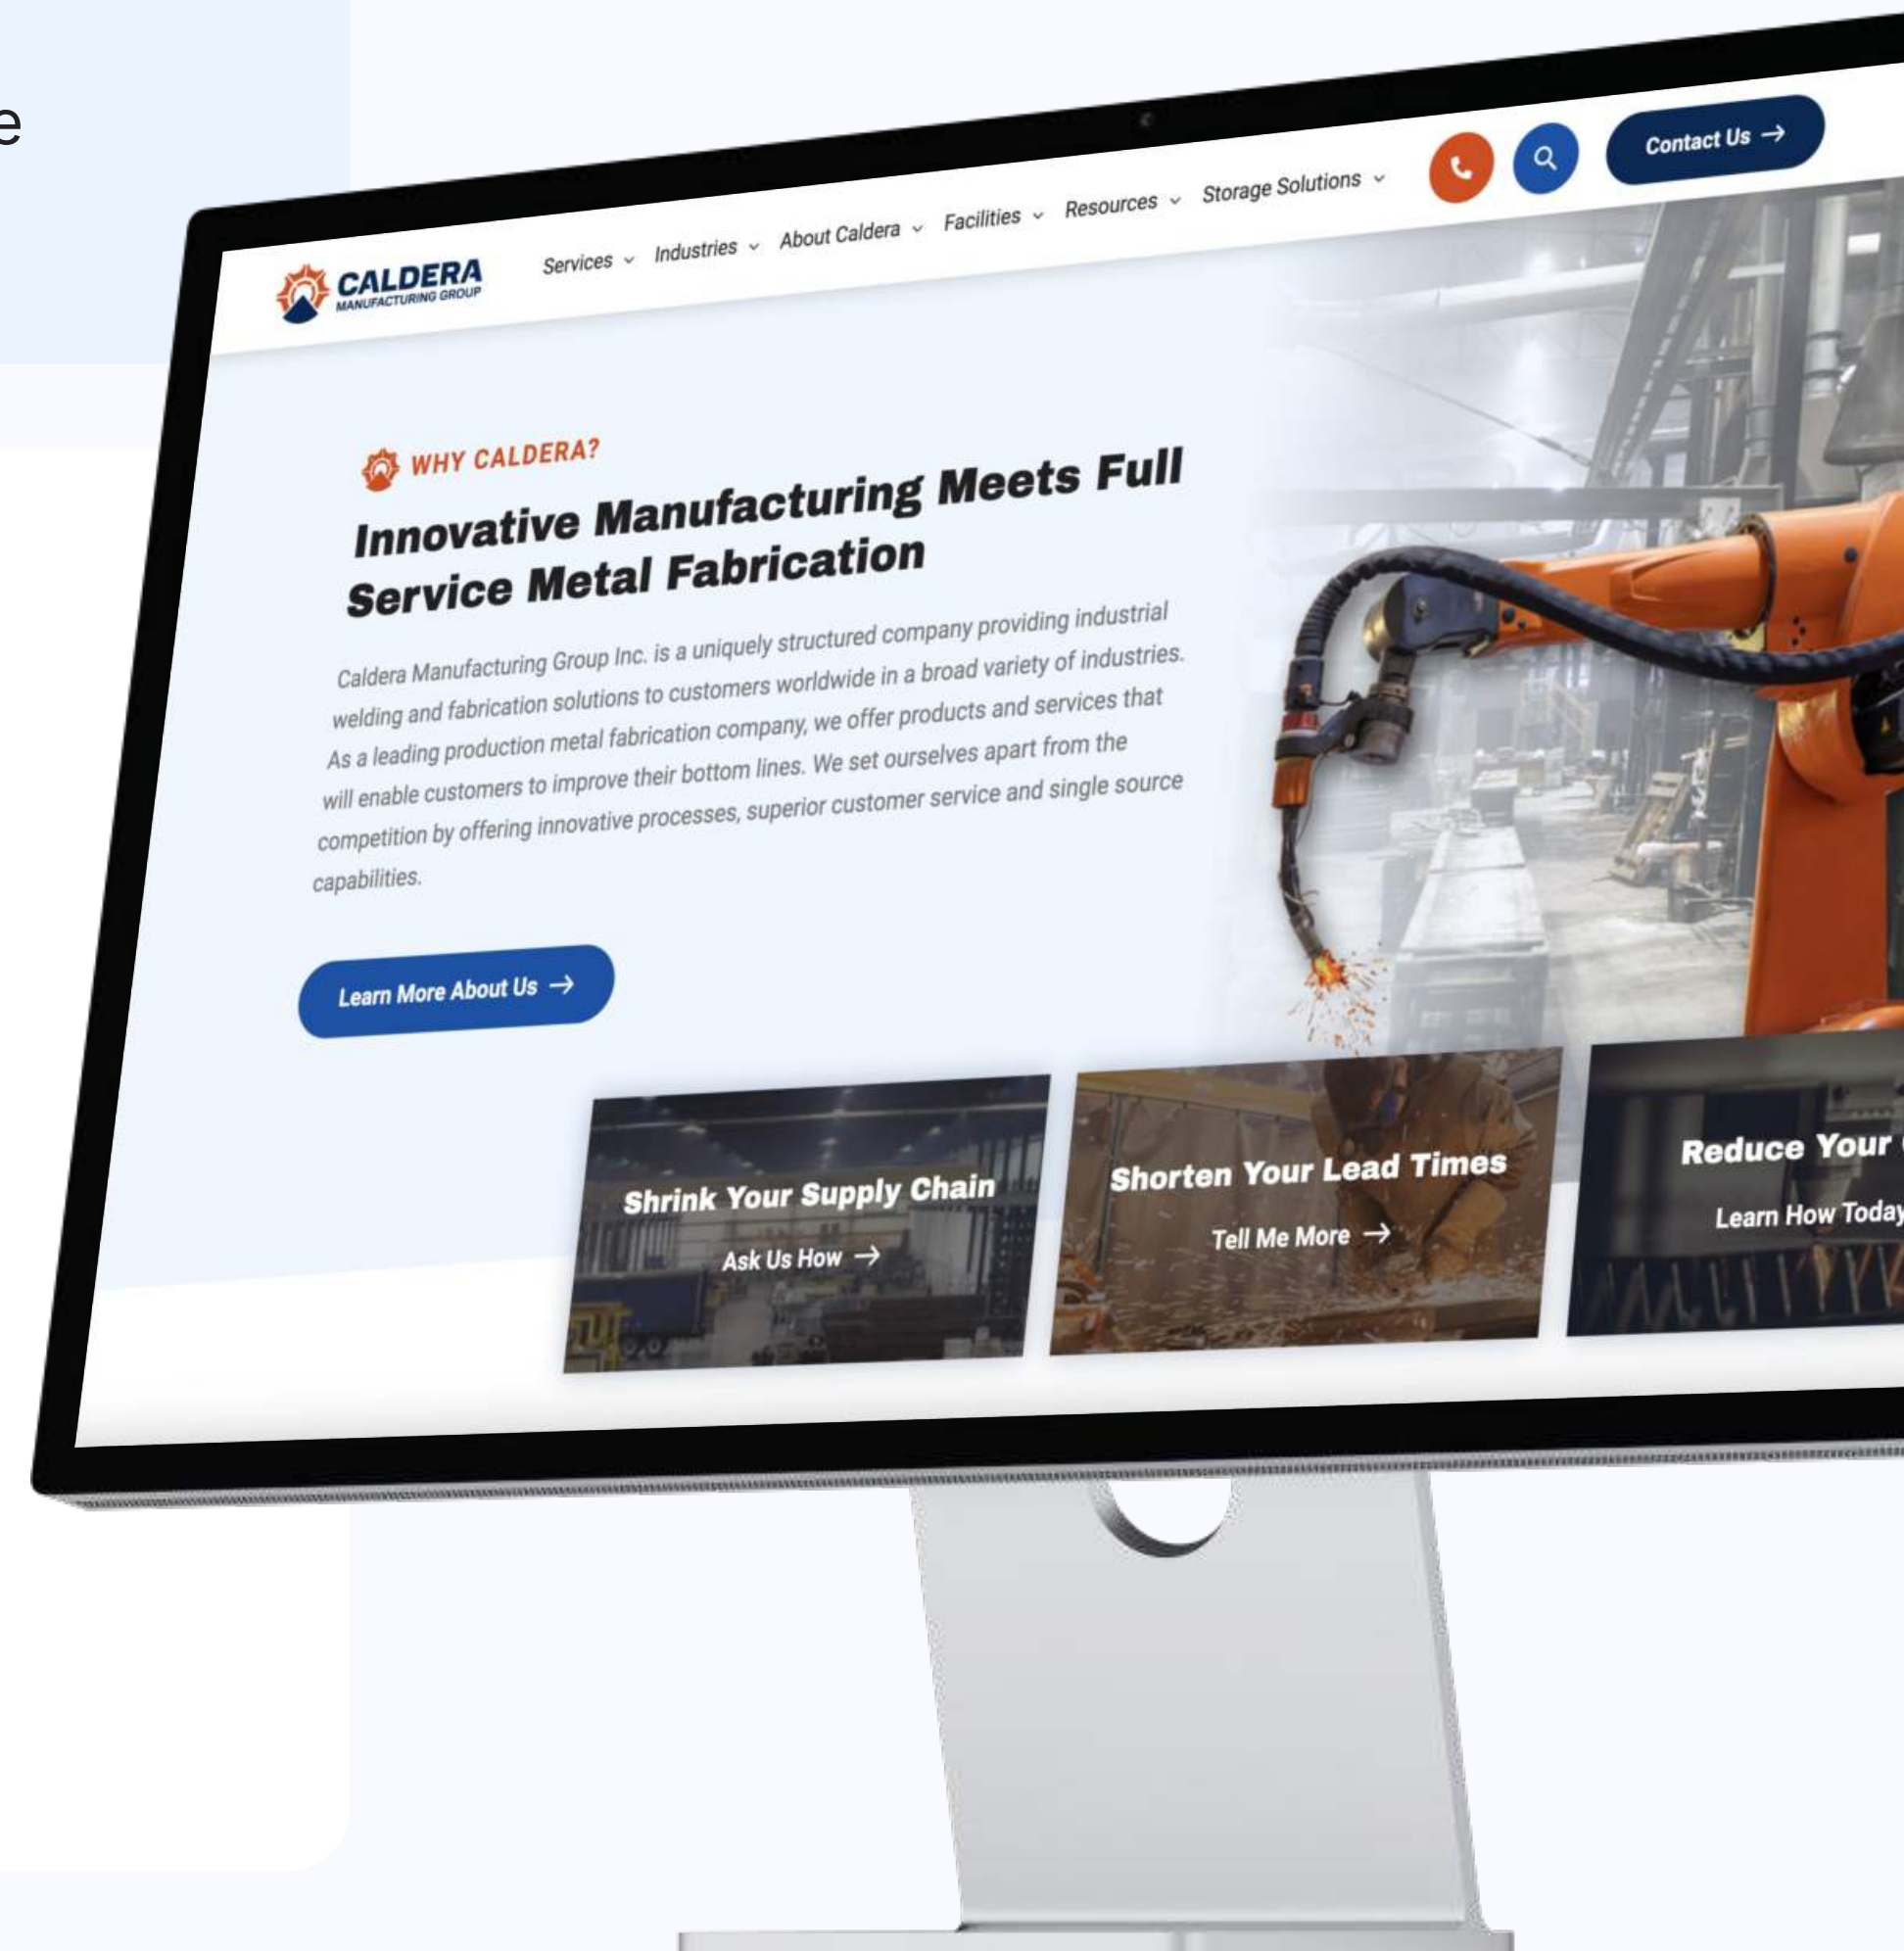 e
CALDERA
MANUFACTURING GROUP
Services
Industries
About Caldera
Facilities
Resources
Storage Solutions
Contact Us →
WHY CALDERA?
Innovative Manufacturing Meets Full
Service Metal Fabrication
Caldera Manufacturing Group Inc. is a uniquely structured company providing industrial
welding and fabrication solutions to customers worldwide in a broad variety of industries.
As a leading production metal fabrication company, we offer products and services that
will enable customers to improve their bottom lines. We set ourselves apart from the
competition by offering innovative processes, superior customer service and single source
capabilities.
Learn More About Us →
Shrink Your Supply Chain
Ask Us How →
Shorten Your Lead Times
Tell Me More →
Reduce Your
Learn How Today